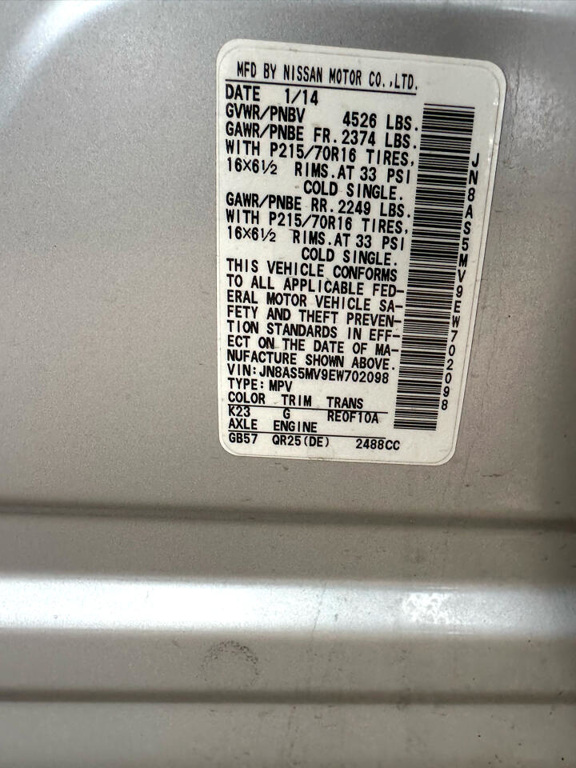 MFD BY NISSAN MOTOR CO.,LTD.
DATE 1/14
GVWR/PNBV 4526 LBS.
GAWR/PNBE FR. 2374 LBS.
WITH P215/70R16 TIRES,
16×6½ RIMS.AT 33 PSI
COLD SINGLE.
GAWR/PNBE RR. 2249 LBS.
WITH P215/70R16 TIRES,
16×6½ RIMS.AT 33 PSI
COLD SINGLE.
THIS VEHICLE CONFORMS
TO ALL APPLICABLE FED-
ERAL MOTOR VEHICLE SA-
FETY AND THEFT PREVEN-
TION STANDARDS IN EFF-
ECT ON THE DATE OF MA-
NUFACTURE SHOWN ABOVE.
VIN:JN8AS5MV9EW702098
TYPE:MPV
COLOR TRIM TRANS
K23 G RE0F10A
AXLE ENGINE
GB57 QR25(DE) 2488CC
JN8AS5MV9EW702098